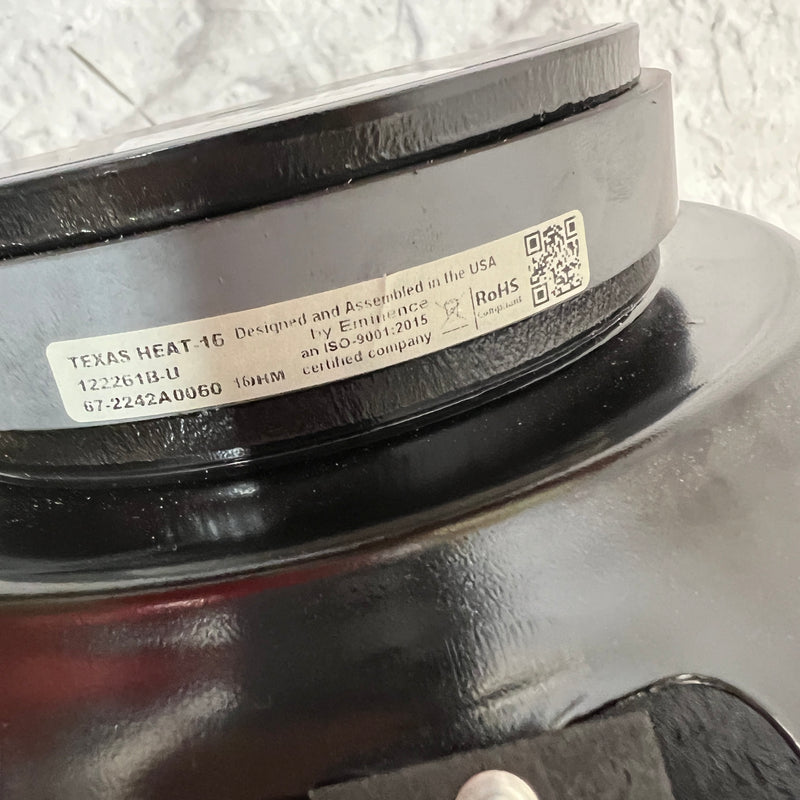 TEXAS HEAT-16
122261B-U
67-2242A0060 16OHM
Designed and Assembled in the USA
by Eminence
an ISO-9001:2015
certified company
RoHS
Compliant